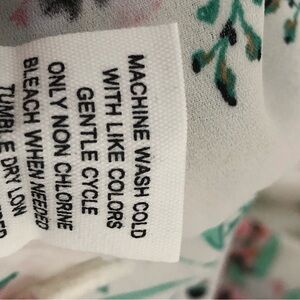 MACHINE WASH COLD
WITH LIKE COLORS
GENTLE CYCLE
ONLY NON CHLORINE
BLEACH WHEN NEEDED
TUMBLE DRY LOW